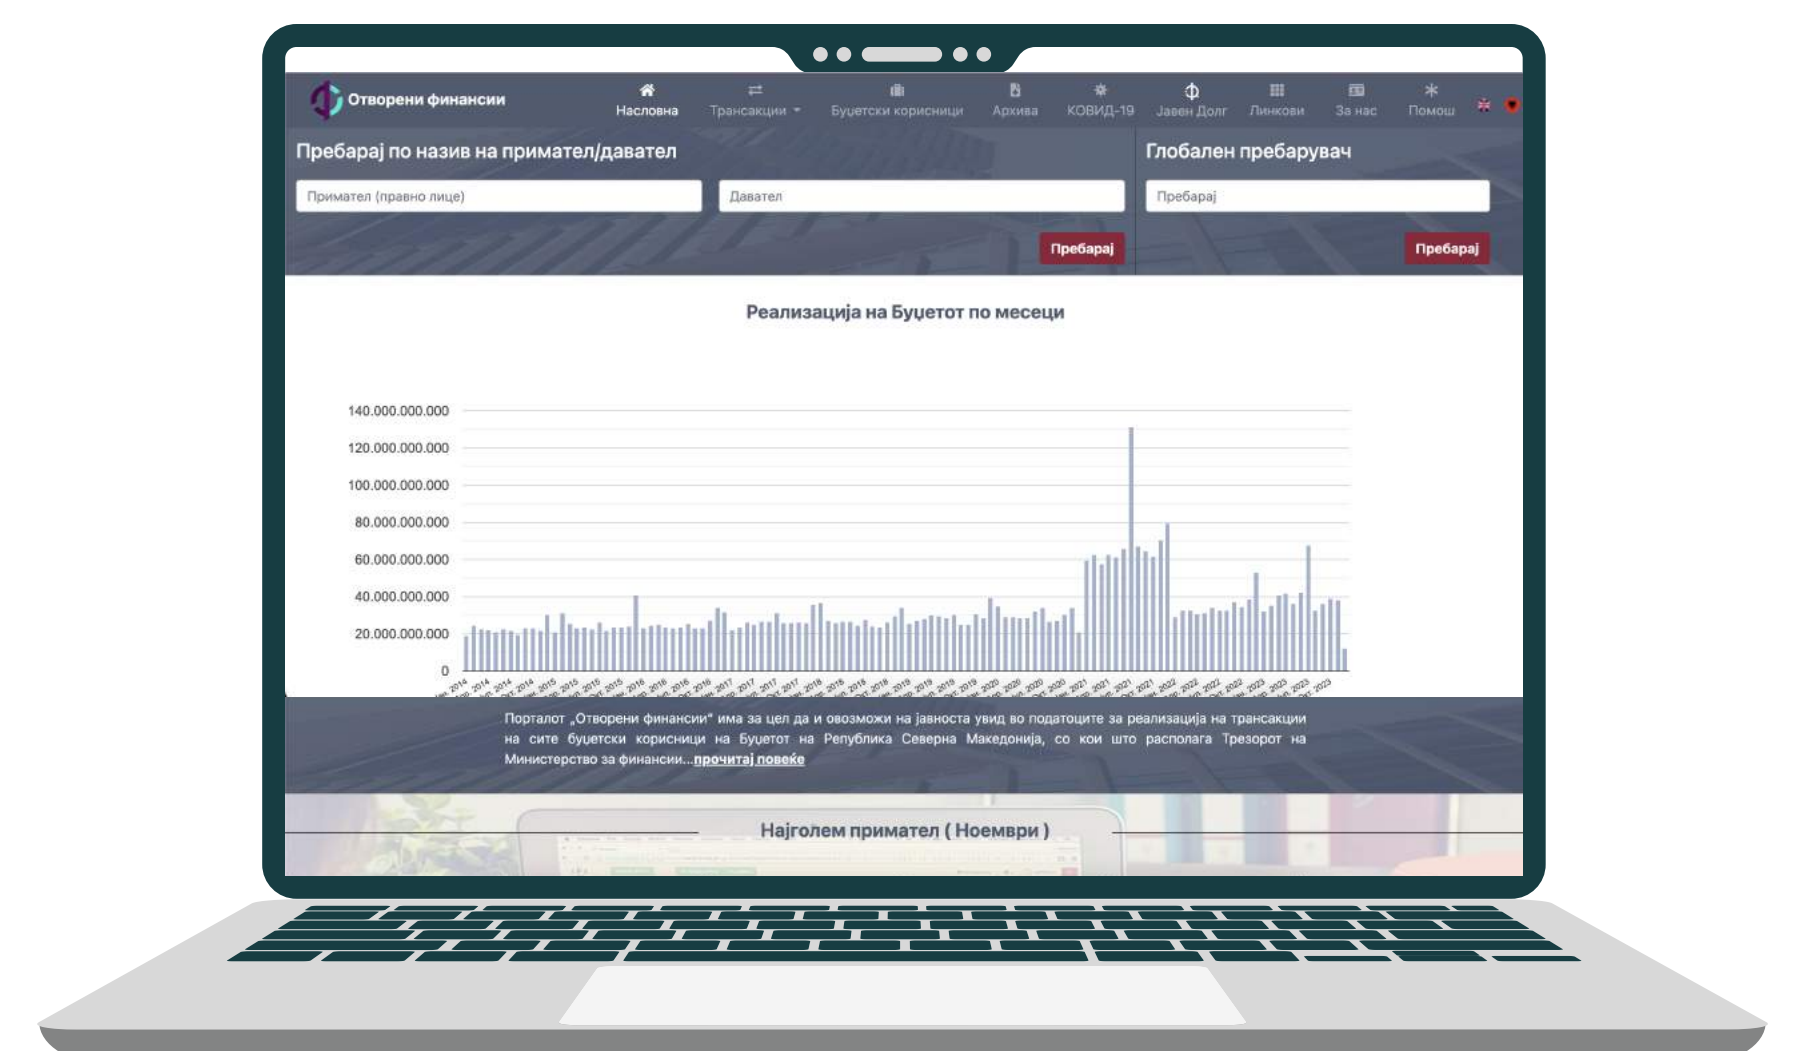 Отворени финансии
Насловна
Трансакции
Буџетски корисници
Архива
КОВИД-19
Јавен Долг
Линкови
За нас
Помош
Пребарај по назив на примател/давател
Глобален пребарувач
Примател (правно лице)
Давател
Пребарај
Пребарај
Пребарај
Реализација на Буџетот по месеци
140.000.000.000
120.000.000.000
100.000.000.000
80.000.000.000
60.000.000.000
40.000.000.000
20.000.000.000
0
Порталот „Отворени финансии“ има за цел да и овозможи на јавноста увид во податоците за реализација на трансакции
на сите буџетски корисници на Буџетот на Република Северна Македонија, со кои што располага Трезорот на
Министерство за финансии...прочитај повеќе
Најголем примател ( Ноември )